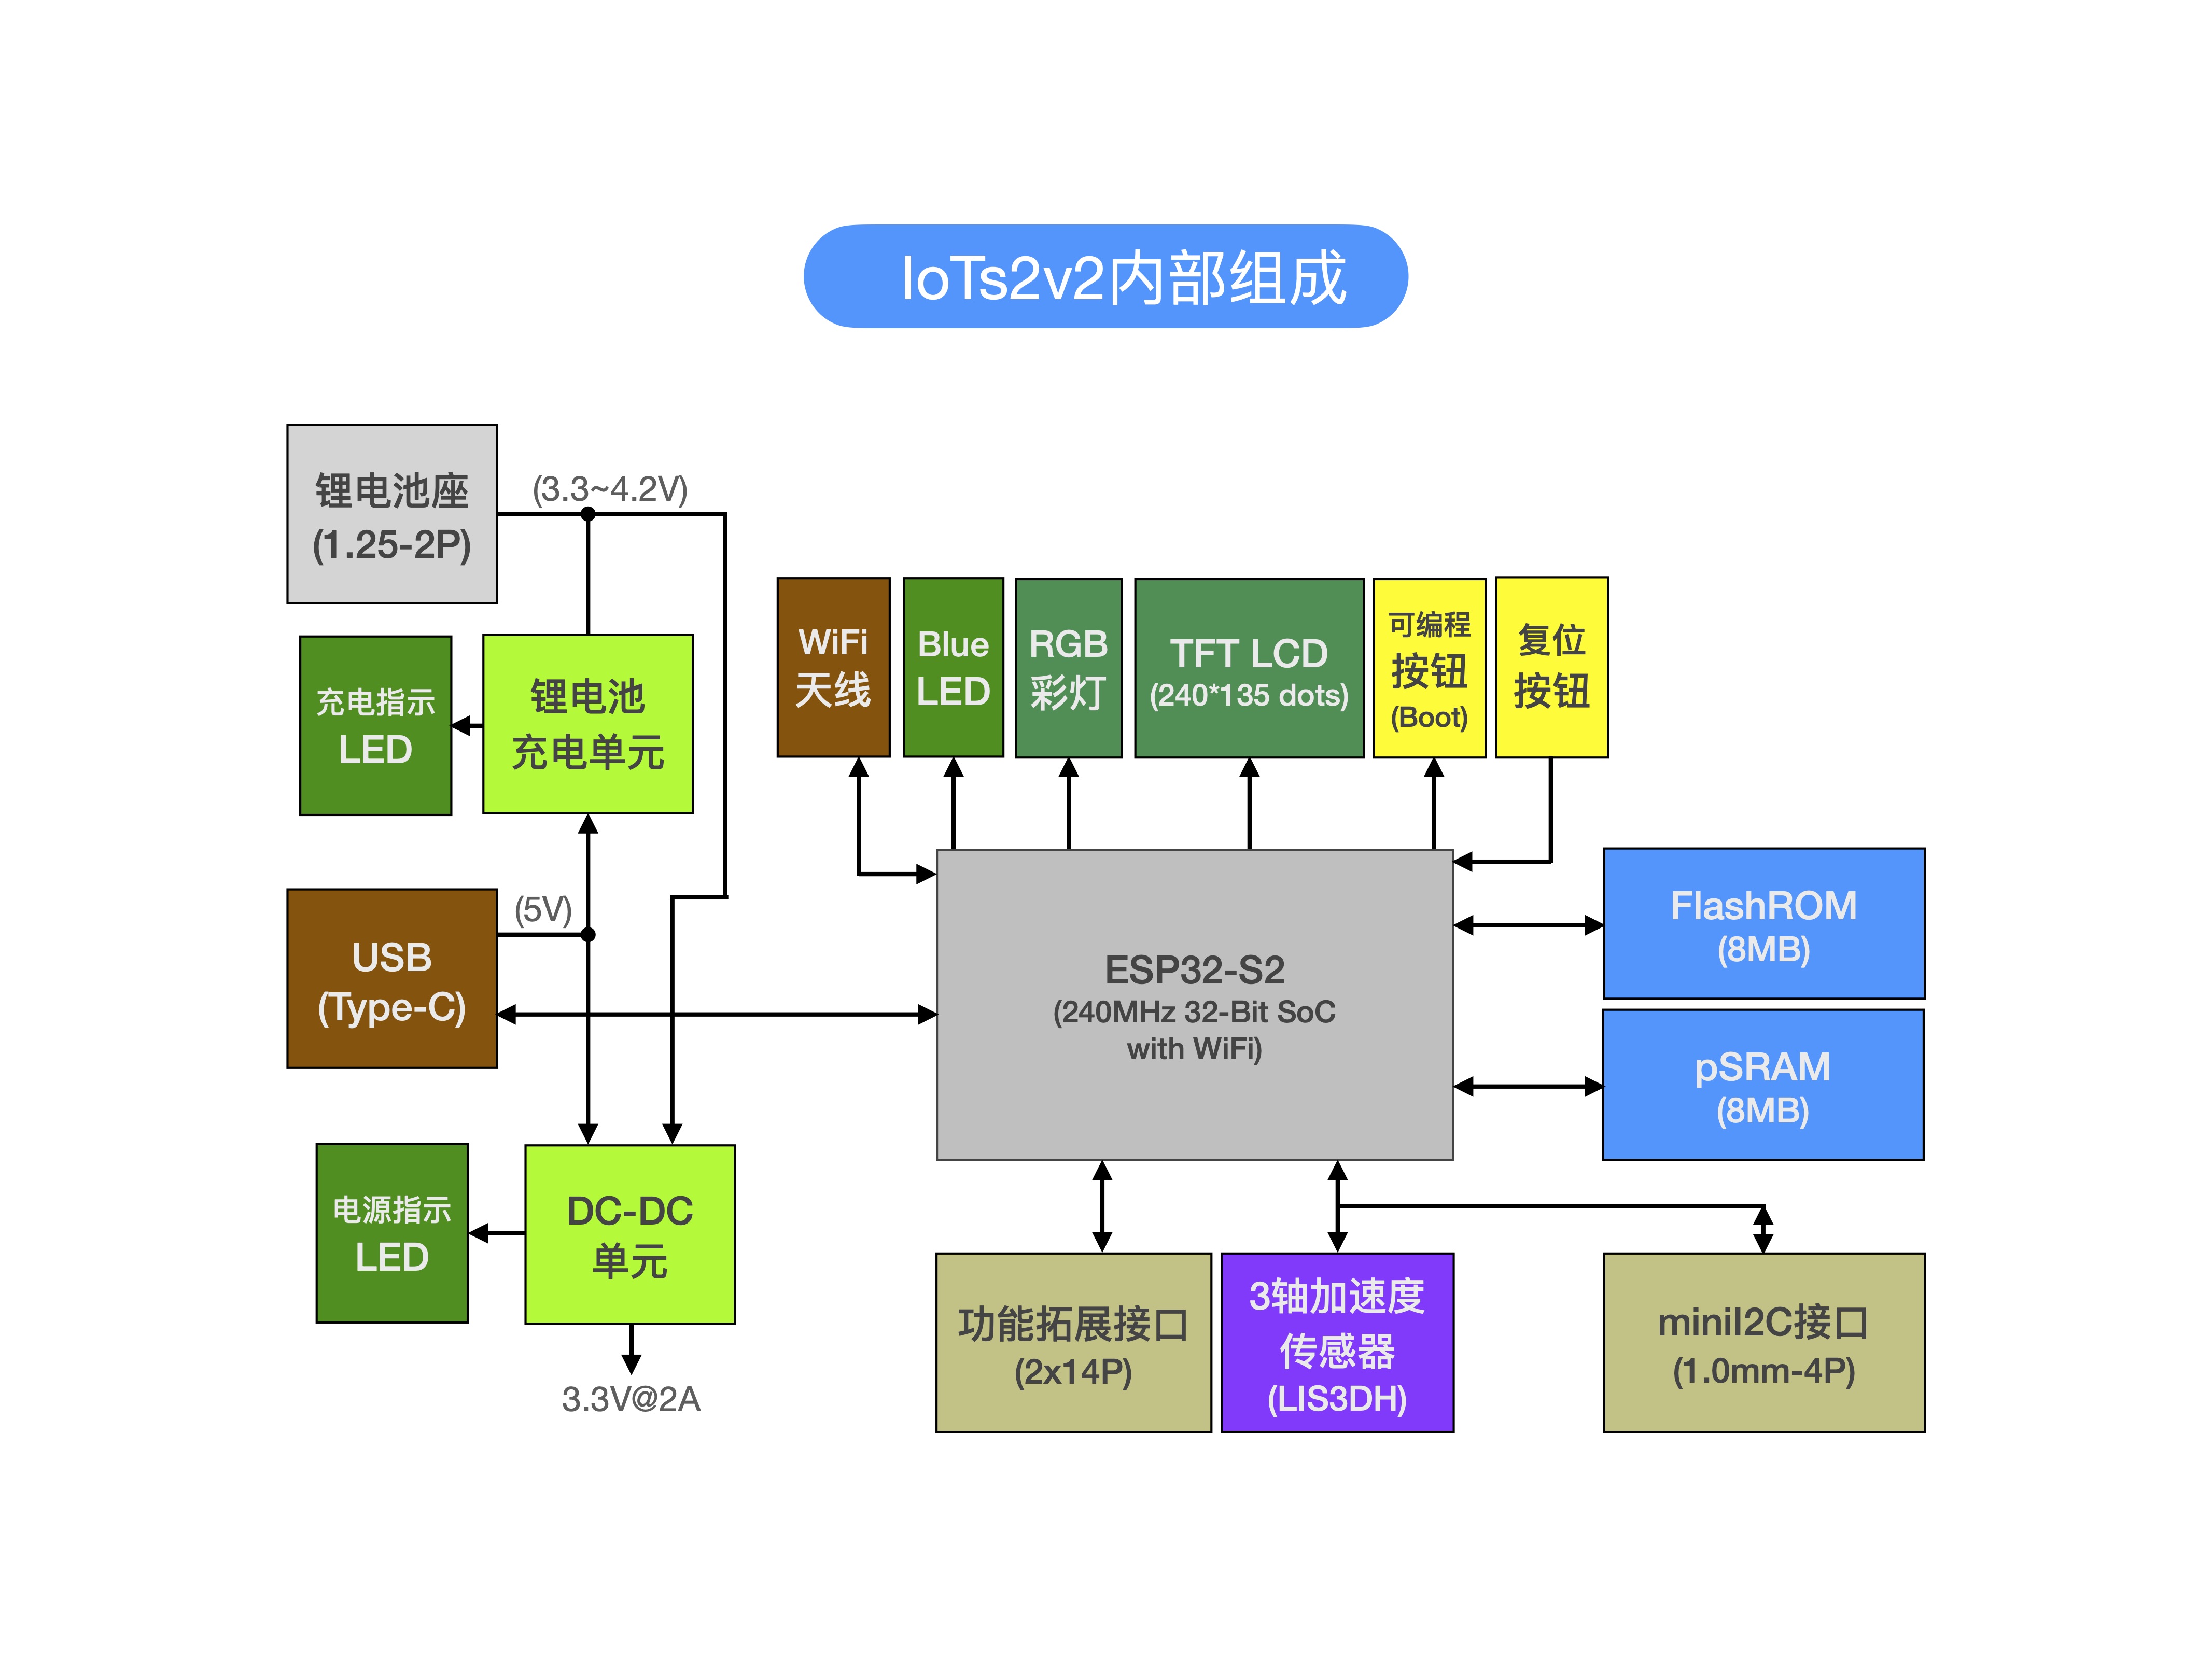 IoTs2v2内部组成
锂电池座
(1.25-2P)
(3.3~4.2V)
充电指示
LED
锂电池
充电单元
USB
(Type-C)
(5V)
电源指示
LED
DC-DC
单元
3.3V@2A
WiFi
天线
Blue
LED
RGB
彩灯
TFT LCD
(240*135 dots)
可编程
按钮
(Boot)
复位
按钮
ESP32-S2
(240MHz 32-Bit SoC
with WiFi)
FlashROM
(8MB)
pSRAM
(8MB)
功能拓展接口
(2x14P)
3轴加速度
传感器
(LIS3DH)
miniI2C接口
(1.0mm-4P)